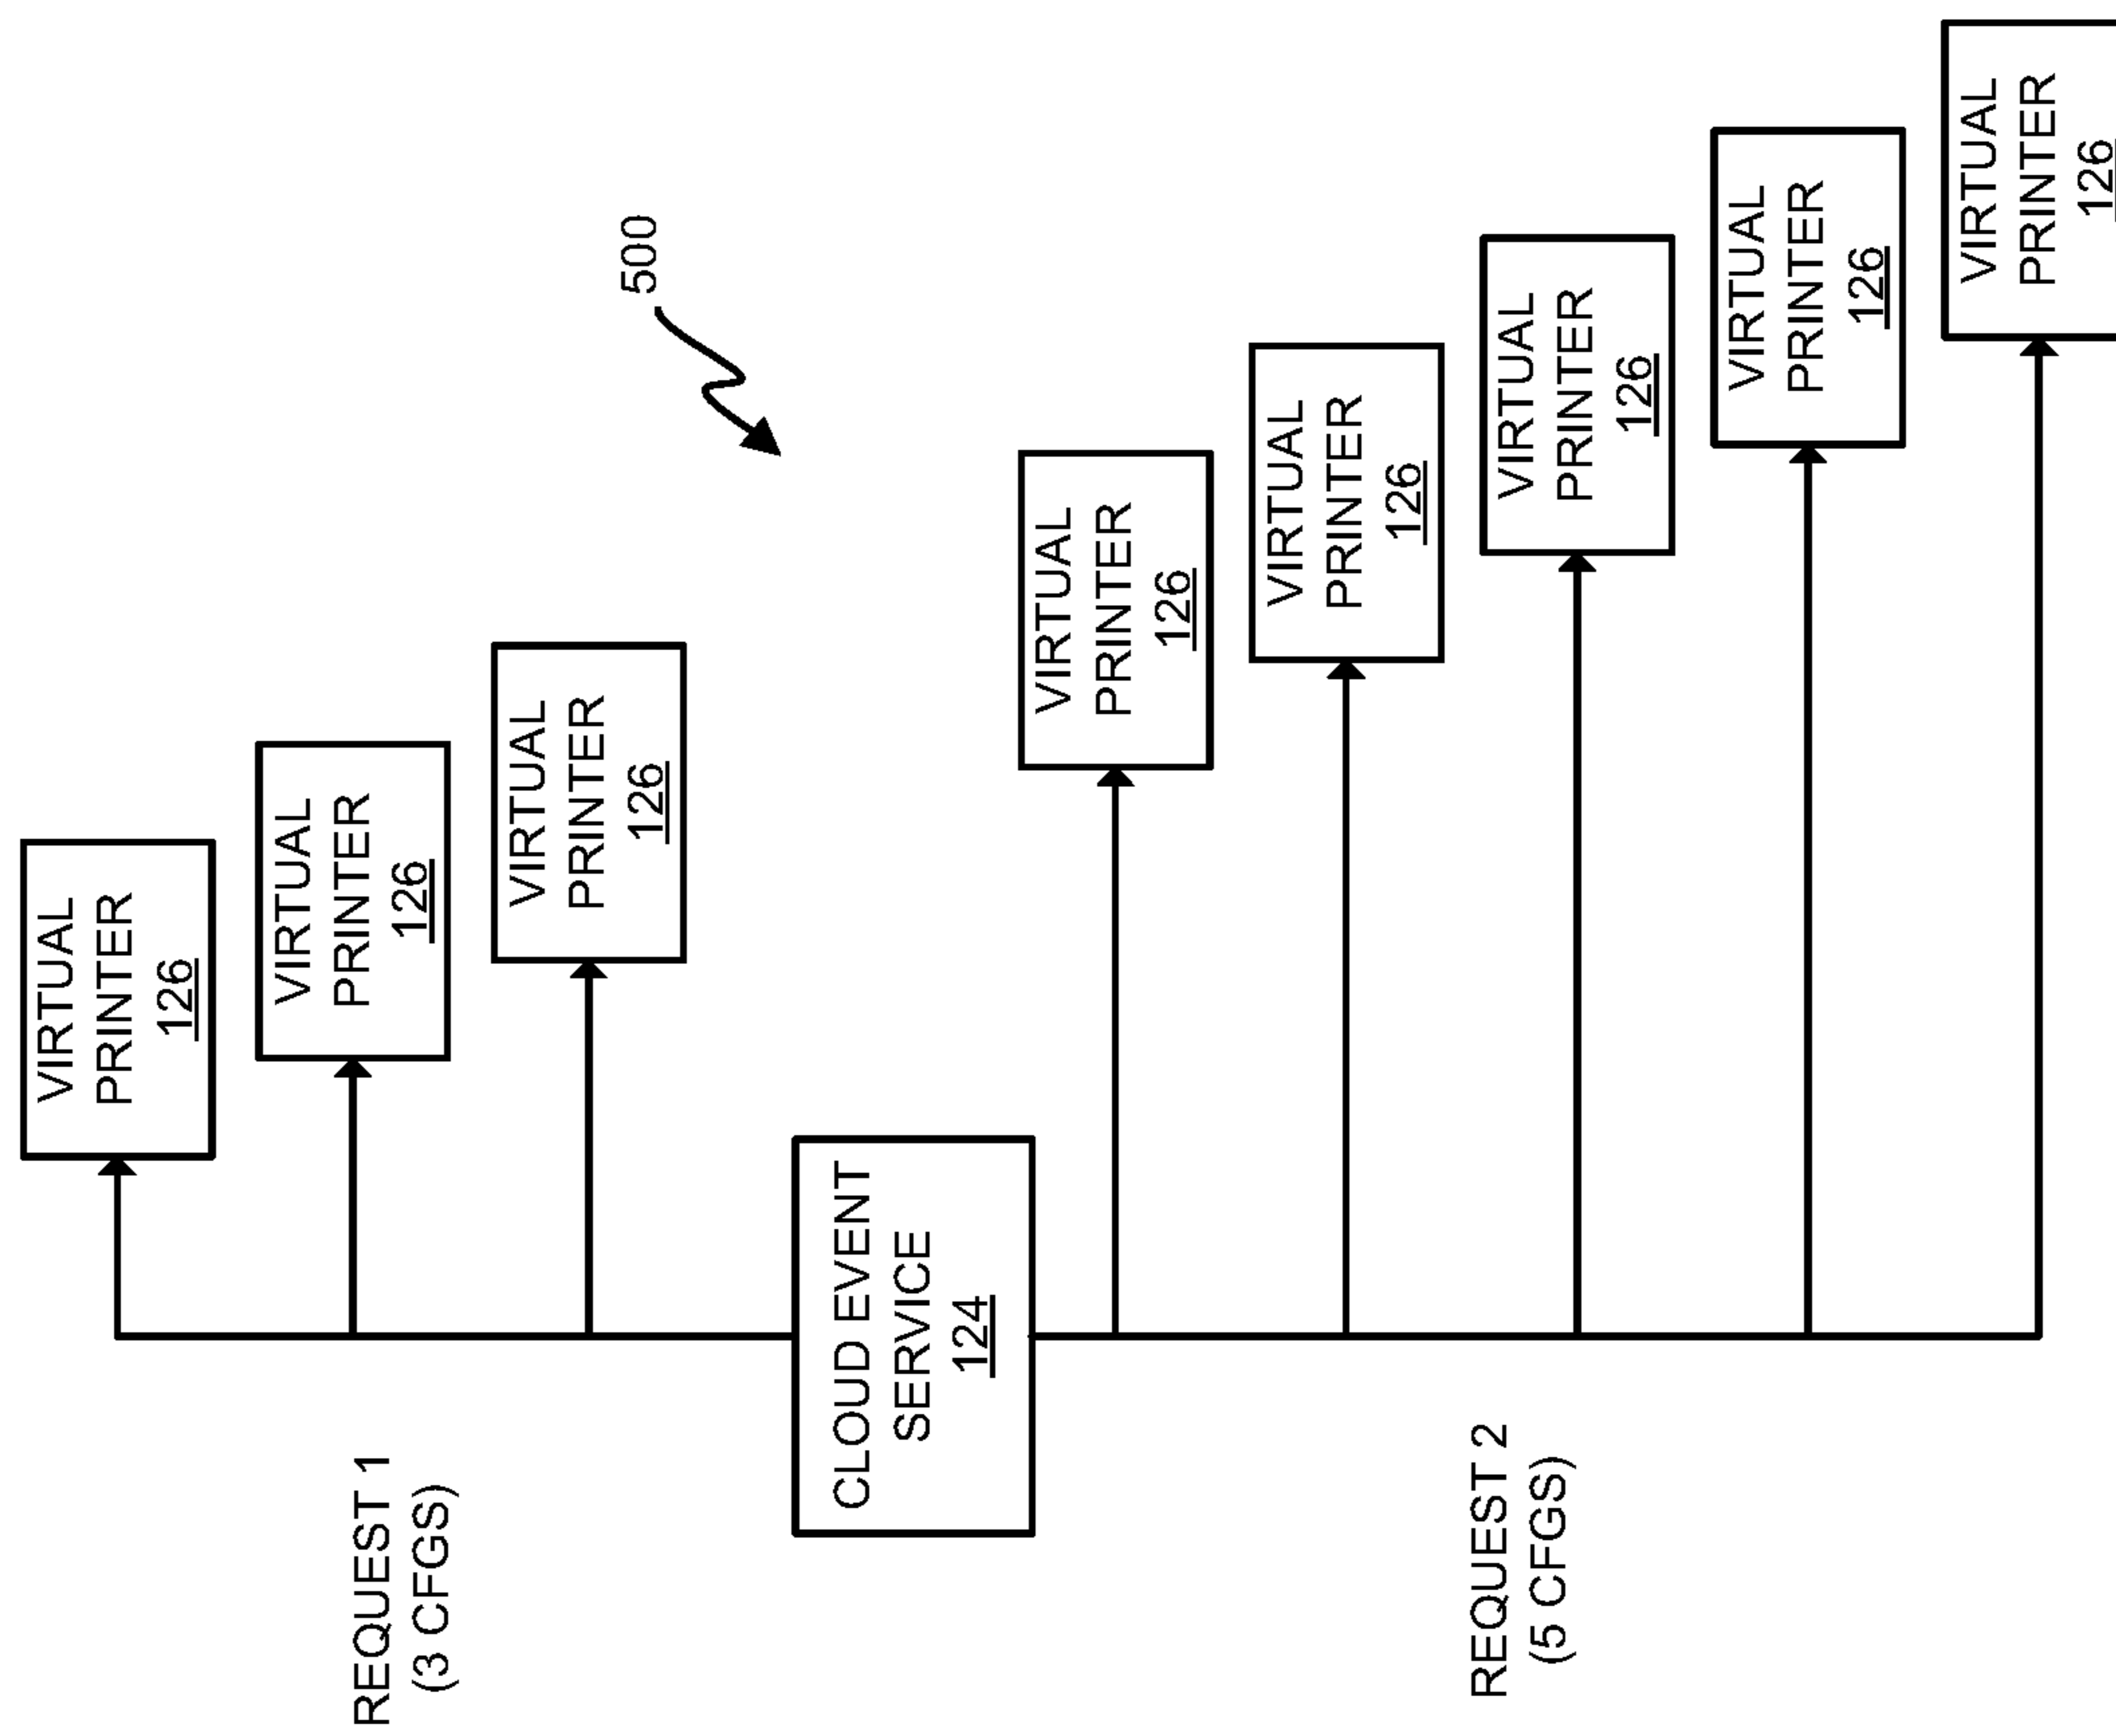 500
REQUEST 1
(3 CFGS)
VIRTUAL
PRINTER
126
VIRTUAL
PRINTER
126
VIRTUAL
PRINTER
126
CLOUD EVENT
SERVICE
124
REQUEST 2
(5 CFGS)
VIRTUAL
PRINTER
126
VIRTUAL
PRINTER
126
VIRTUAL
PRINTER
126
VIRTUAL
PRINTER
126
VIRTUAL
PRINTER
126